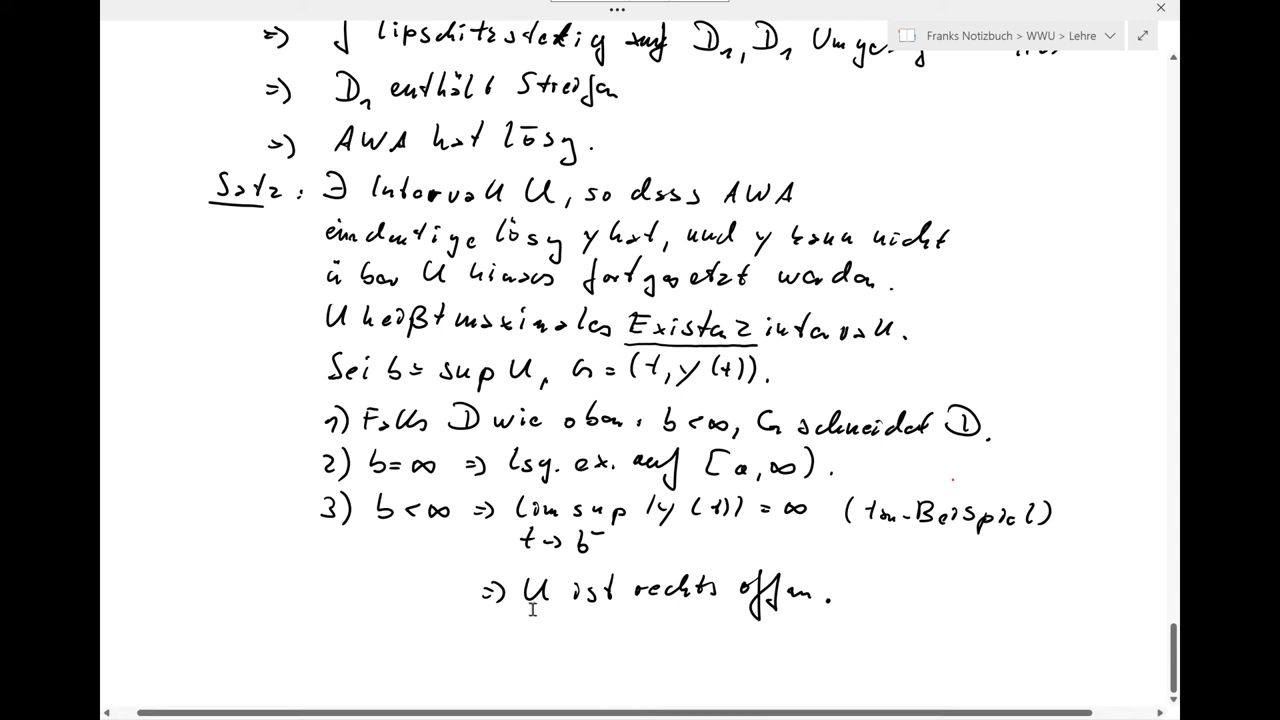 Franks Notizbuch > WWU > Lehre
=> f lipschitzstetig auf D₁, D₁
=> D₁ enthält Streifen
=> AWA hat Lösg.
Satz: ∃ Intervall U, so dass AWA
eindeutige Lösg y hat, und y kann nicht
über U hinaus fortgesetzt werden.
U heißt maximales Existenzintervall.
Sei b = sup U, G = (t, y(t)).
1) Falls D wie oben: b < ∞, G schneidet D.
2) b = ∞ => Lsg. ex. auf [a, ∞).
3) b < ∞ => lim sup |y(t)| = ∞ (tan-Beispiel)
t → b⁻
=> U ist rechts offen.